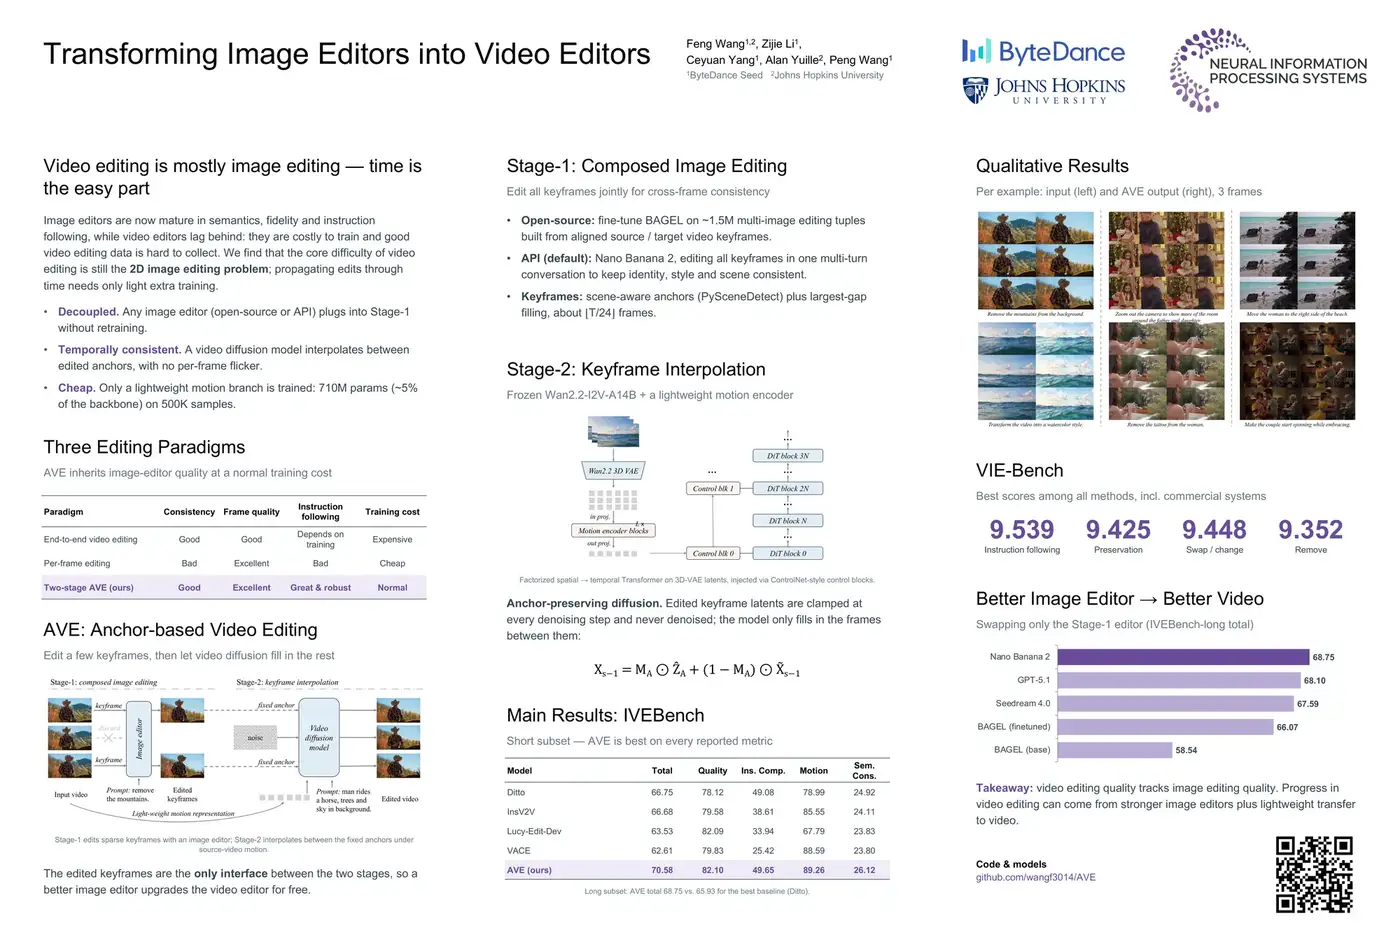 Transforming Image Editors into Video Editors
Feng Wang¹,², Zijie Li¹,
Ceyuan Yang¹, Alan Yuille², Peng Wang¹
¹ByteDance Seed ²Johns Hopkins University
ByteDance
JOHNS HOPKINS
UNIVERSITY
NEURAL INFORMATION
PROCESSING SYSTEMS
Video editing is mostly image editing — time is
the easy part
Image editors are now mature in semantics, fidelity and instruction
following, while video editors lag behind: they are costly to train and good
video editing data is hard to collect. We find that the core difficulty of video
editing is still the 2D image editing problem; propagating edits through
time needs only light extra training.
• Decoupled. Any image editor (open-source or API) plugs into Stage-1
without retraining.
• Temporally consistent. A video diffusion model interpolates between
edited anchors, with no per-frame flicker.
• Cheap. Only a lightweight motion branch is trained: 710M params (~5%
of the backbone) on 500K samples.
Three Editing Paradigms
AVE inherits image-editor quality at a normal training cost
Paradigm Consistency Frame quality Instruction following Training cost
End-to-end video editing Good Good Depends on training Expensive
Per-frame editing Bad Excellent Bad Cheap
Two-stage AVE (ours) Good Excellent Great & robust Normal
AVE: Anchor-based Video Editing
Edit a few keyframes, then let video diffusion fill in the rest
Stage-1: composed image editing
Stage-2: keyframe interpolation
keyframe
fixed anchor
discard
Image editor
noise
Video
diffusion
model
keyframe
fixed anchor
Input video
Prompt: remove
the mountains.
Edited
keyframes
Prompt: man rides
a horse, trees and
sky in background.
Edited video
Light-weight motion representation
Stage-1 edits sparse keyframes with an image editor; Stage-2 interpolates between the fixed anchors under
source-video motion.
The edited keyframes are the only interface between the two stages, so a
better image editor upgrades the video editor for free.
Stage-1: Composed Image Editing
Edit all keyframes jointly for cross-frame consistency
• Open-source: fine-tune BAGEL on ~1.5M multi-image editing tuples
built from aligned source / target video keyframes.
• API (default): Nano Banana 2, editing all keyframes in one multi-turn
conversation to keep identity, style and scene consistent.
• Keyframes: scene-aware anchors (PySceneDetect) plus largest-gap
filling, about ⌊T/24⌋ frames.
Stage-2: Keyframe Interpolation
Frozen Wan2.2-I2V-A14B + a lightweight motion encoder
Wan2.2 3D VAE
in proj.
L x
Motion encoder blocks
out proj.
...
Control blk 1
Control blk 0
...
DiT block 3N
...
DiT block 2N
...
DiT block N
...
DiT block 0
Factorized spatial → temporal Transformer on 3D-VAE latents, injected via ControlNet-style control blocks.
Anchor-preserving diffusion. Edited keyframe latents are clamped at
every denoising step and never denoised; the model only fills in the frames
between them:
X_{s−1} = M_A ⊙ Ẑ_A + (1 − M_A) ⊙ X̃_{s−1}
Main Results: IVEBench
Short subset — AVE is best on every reported metric
Model Total Quality Ins. Comp. Motion Sem. Cons.
Ditto 66.75 78.12 49.08 78.99 24.92
InsV2V 66.68 79.58 38.61 85.55 24.11
Lucy-Edit-Dev 63.53 82.09 33.94 67.79 23.83
VACE 62.61 79.83 25.42 88.59 23.80
AVE (ours) 70.58 82.10 49.65 89.26 26.12
Long subset: AVE total 68.75 vs. 65.93 for the best baseline (Ditto).
Qualitative Results
Per example: input (left) and AVE output (right), 3 frames
Remove the mountains from the background.
Zoom out the camera to show more of the room
around the father and daughter.
Move the woman to the right side of the beach.
Transform the video into a watercolor style.
Remove the tattoo from the woman.
Make the couple start spinning while embracing.
VIE-Bench
Best scores among all methods, incl. commercial systems
9.539 9.425 9.448 9.352
Instruction following Preservation Swap / change Remove
Better Image Editor → Better Video
Swapping only the Stage-1 editor (IVEBench-long total)
Nano Banana 2 68.75
GPT-5.1 68.10
Seedream 4.0 67.59
BAGEL (finetuned) 66.07
BAGEL (base) 58.54
Takeaway: video editing quality tracks image editing quality. Progress in
video editing can come from stronger image editors plus lightweight transfer
to video.
Code & models
github.com/wangf3014/AVE